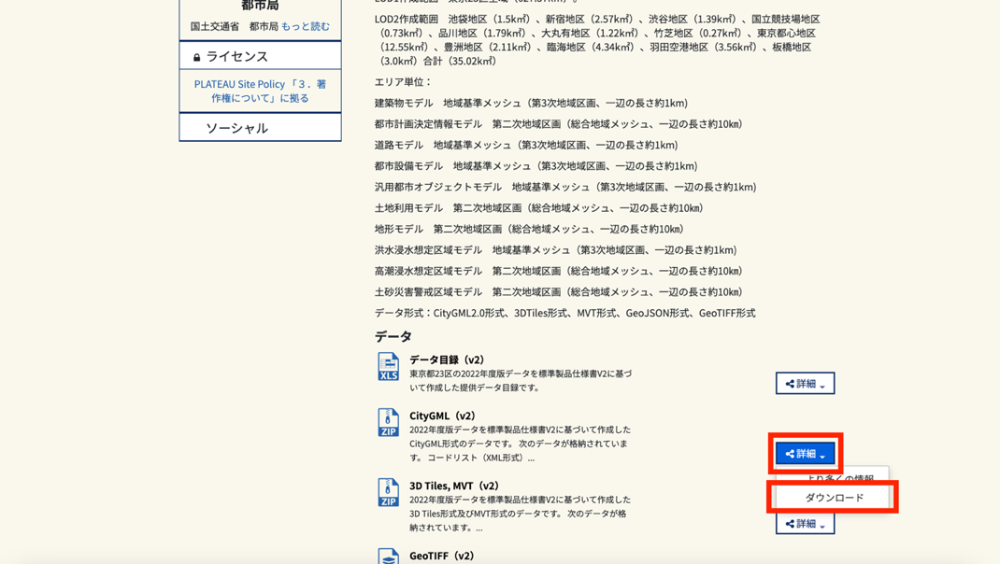 都市局
国土交通省　都市局 もっと読む
ライセンス
PLATEAU Site Policy 「３．著
作権について」に拠る
ソーシャル
LOD2作成範囲　池袋地区（1.5k㎡）、新宿地区（2.57k㎡）、渋谷地区（1.39k㎡）、国立競技場地区
（0.73k㎡）、品川地区（1.79k㎡）、大丸有地区（1.22k㎡）、竹芝地区（0.27k㎡）、東京都心地区
（12.55k㎡）、豊洲地区（2.11k㎡）、臨海地区（4.34k㎡）、羽田空港地区（3.56k㎡）、板橋地区
（3.0k㎡）合計（35.02k㎡）
エリア単位：
建築物モデル　地域基準メッシュ（第3次地域区画、一辺の長さ約1km)
都市計画決定情報モデル　第二次地域区画（総合地域メッシュ、一辺の長さ約10㎞）
道路モデル　地域基準メッシュ（第3次地域区画、一辺の長さ約1km)
都市設備モデル　地域基準メッシュ（第3次地域区画、一辺の長さ約1km)
汎用都市オブジェクトモデル　地域基準メッシュ（第3次地域区画、一辺の長さ約1km)
土地利用モデル　第二次地域区画（総合地域メッシュ、一辺の長さ約10㎞）
地形モデル　第二次地域区画（総合地域メッシュ、一辺の長さ約10㎞）
洪水浸水想定区域モデル　地域基準メッシュ（第3次地域区画、一辺の長さ約1km)
高潮浸水想定区域モデル　第二次地域区画（総合地域メッシュ、一辺の長さ約10㎞）
土砂災害警戒区域モデル　第二次地域区画（総合地域メッシュ、一辺の長さ約10㎞）
データ形式：CityGML2.0形式、3DTiles形式、MVT形式、GeoJSON形式、GeoTIFF形式
データ
データ目録（v2）
XLS
東京都23区の2022年度版データを標準製品仕様書V2に基づ
いて作成した提供データ目録です。
詳細
CityGML（v2）
ZIP
2022年度版データを標準製品仕様書V2に基づいて作成した
CityGML形式のデータです。 次のデータが格納されていま
す。 コードリスト（XML形式）...
詳細
より多くの情報
ダウンロード
3D Tiles, MVT（v2）
ZIP
2022年度版データを標準製品仕様書V2に基づいて作成した
3D Tiles形式及びMVT形式のデータです。 次のデータが格
納されています。...
詳細
GeoTIFF（v2）